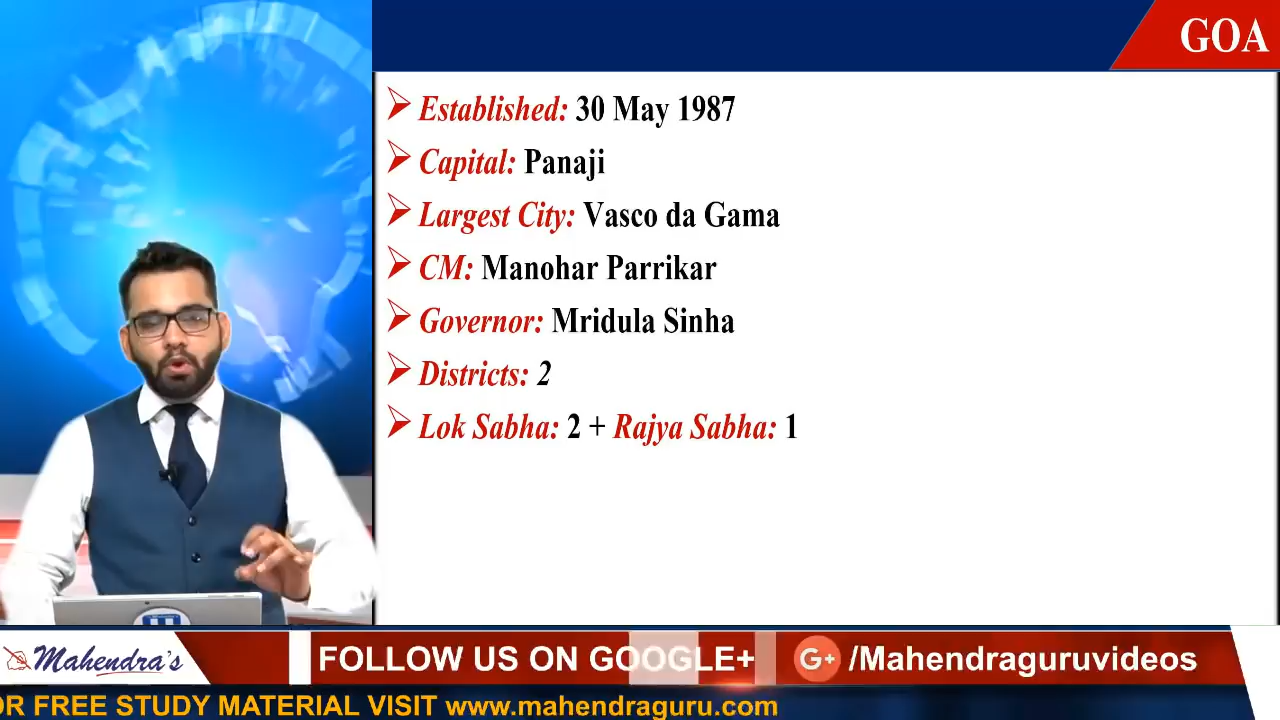 GOA
Established: 30 May 1987
Capital: Panaji
Largest City: Vasco da Gama
CM: Manohar Parrikar
Governor: Mridula Sinha
Districts: 2
Lok Sabha: 2 + Rajya Sabha: 1
Mahendra's
FOLLOW US ON GOOGLE+
G+ /Mahendraguruvideos
OR FREE STUDY MATERIAL VISIT www.mahendraguru.com